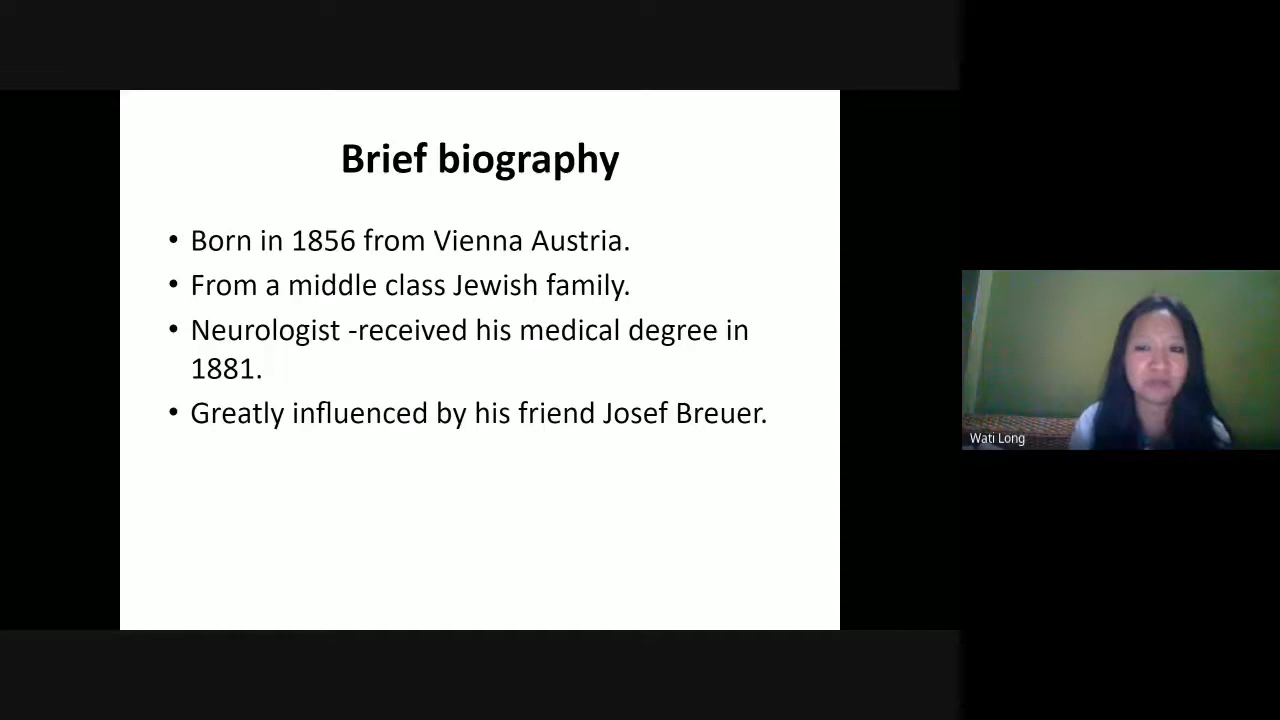 Brief biography
• Born in 1856 from Vienna Austria.
• From a middle class Jewish family.
• Neurologist -received his medical degree in
1881.
• Greatly influenced by his friend Josef Breuer.
Wati Long